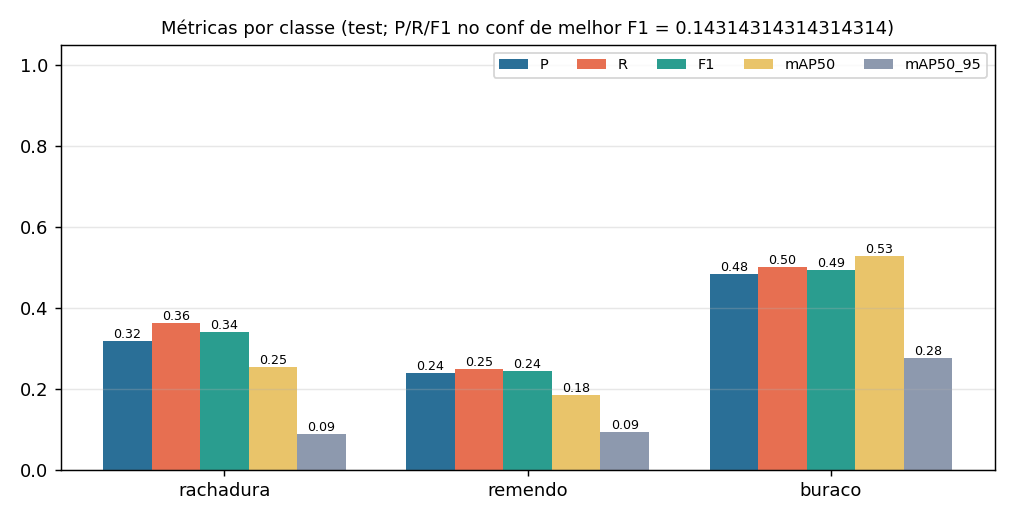 Métricas por classe (test; P/R/F1 no conf de melhor F1 = 0.14314314314314314)
P R F1 mAP50 mAP50_95
1.0
0.8
0.6
0.4
0.2
0.0
0.32 0.36 0.34 0.25 0.09
0.24 0.25 0.24 0.18 0.09
0.48 0.50 0.49 0.53 0.28
rachadura remendo buraco